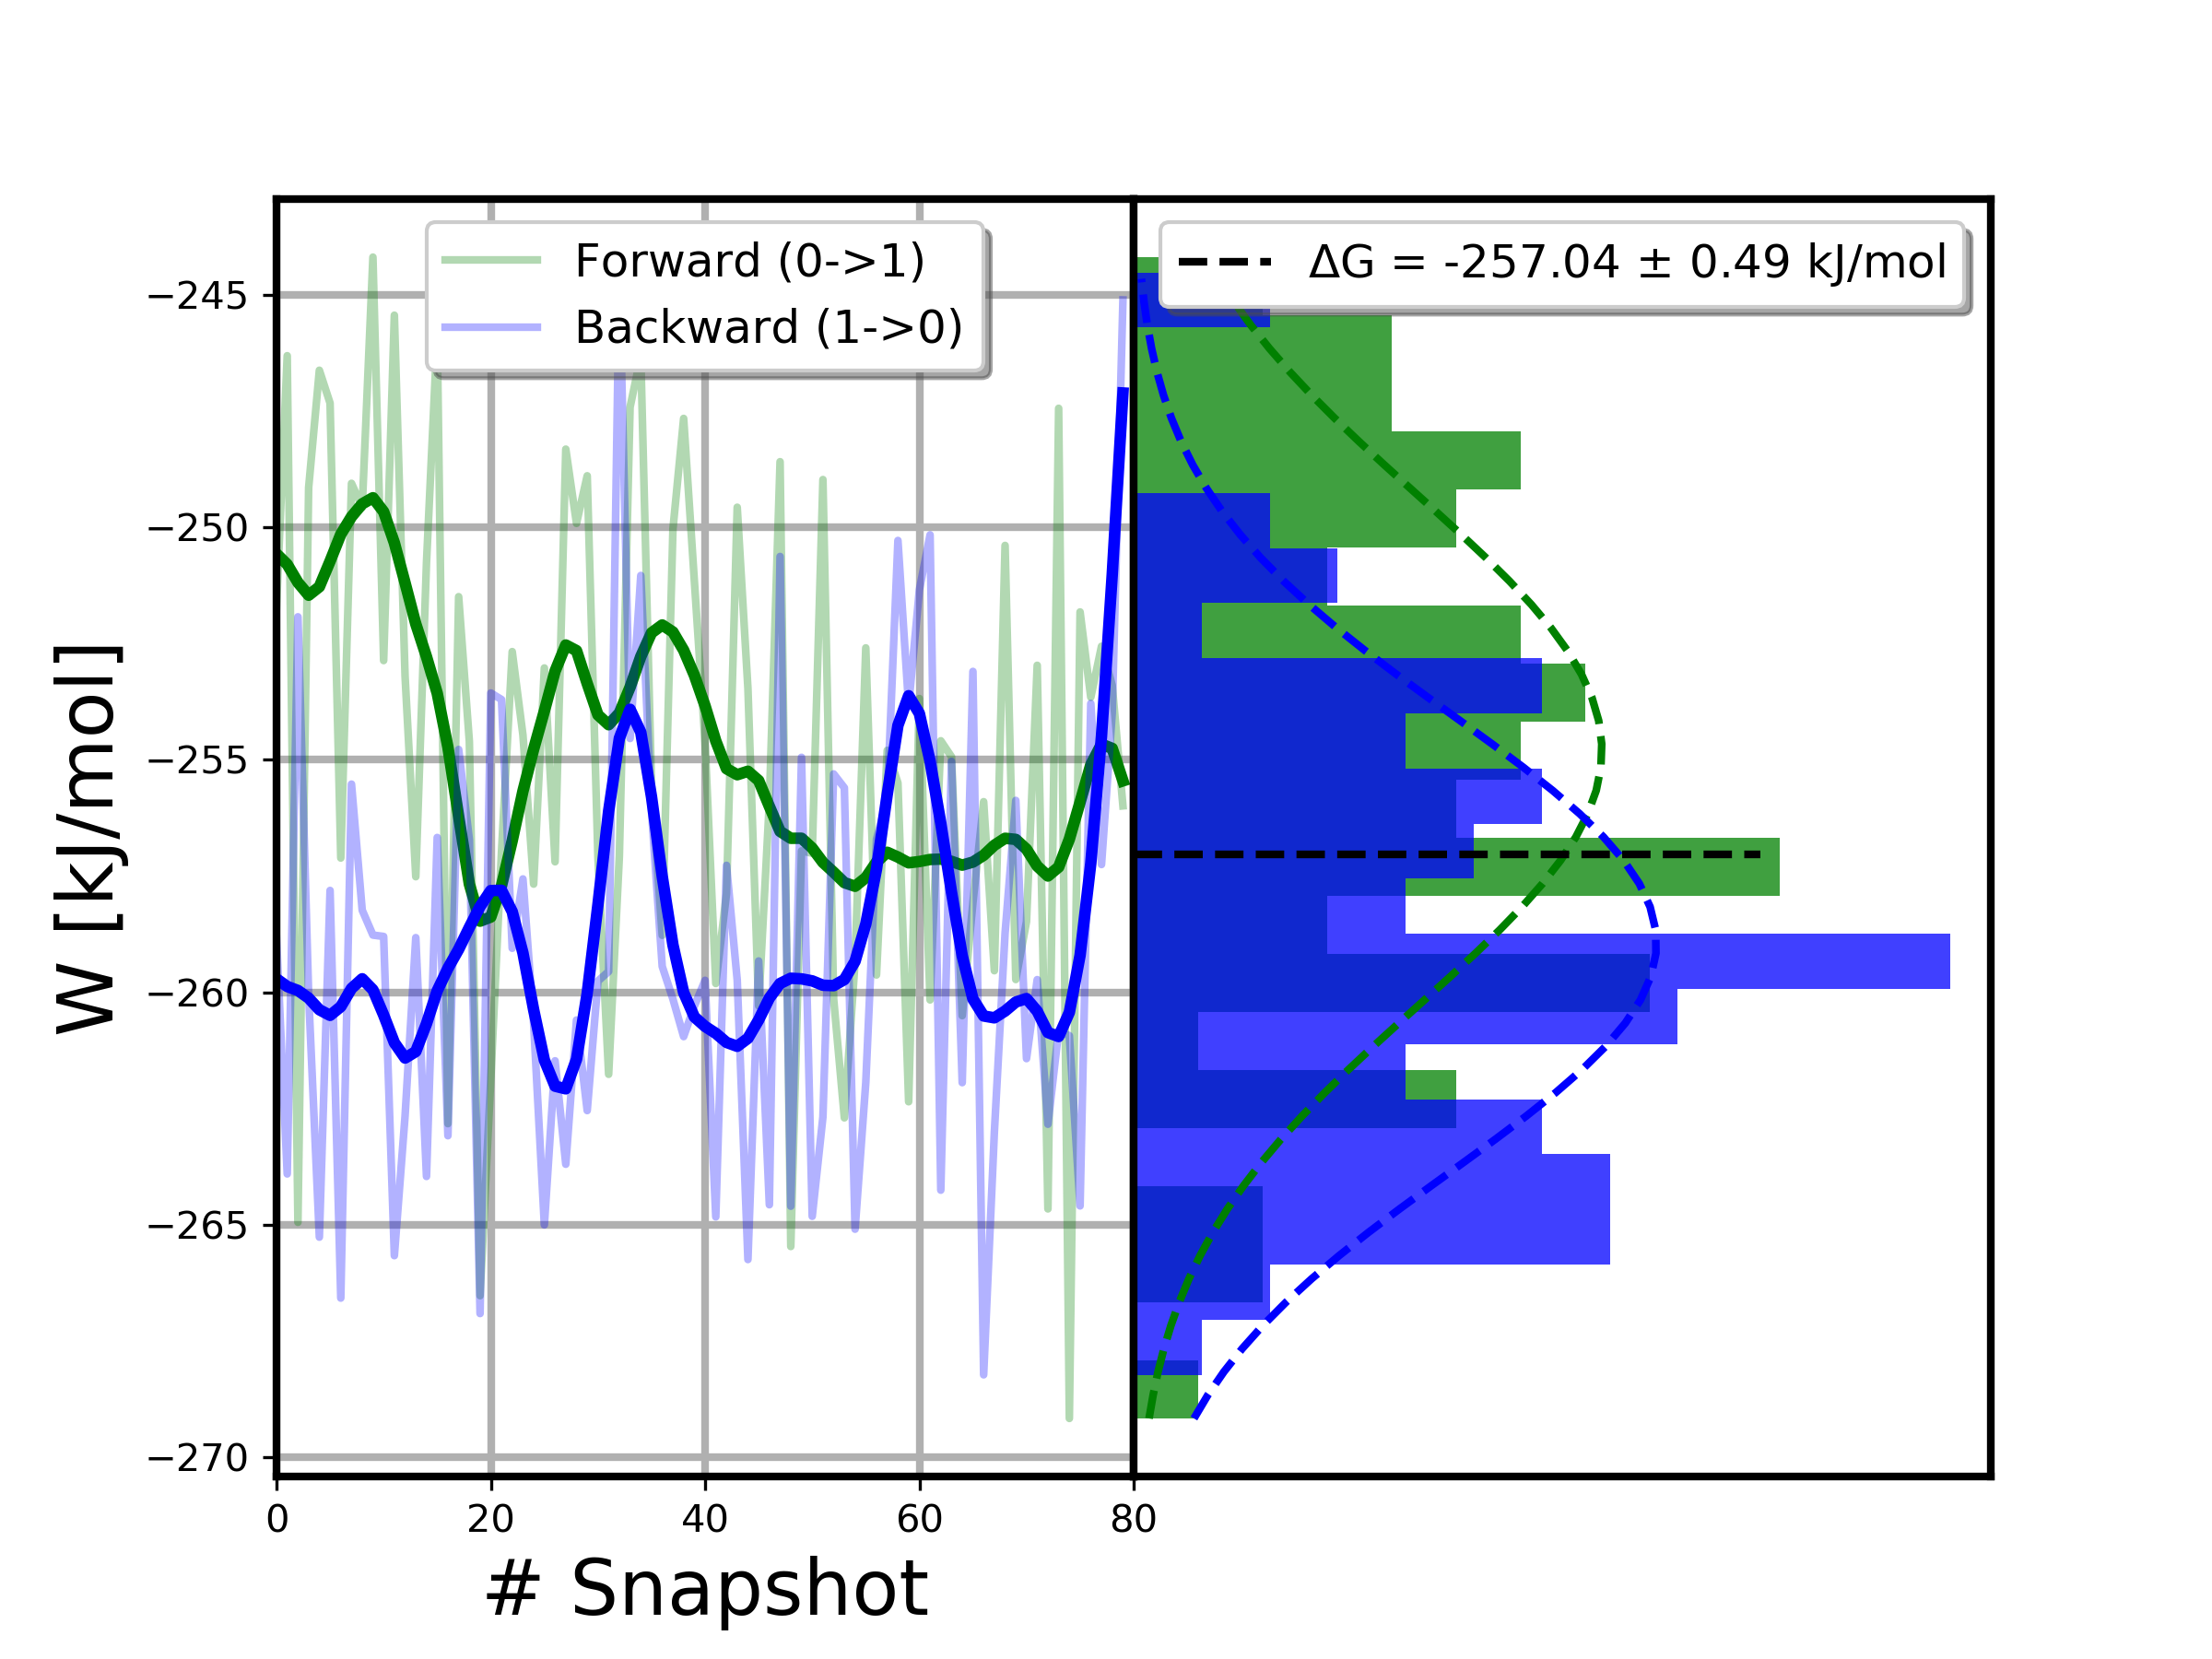 Forward (0->1)
Backward (1->0)
ΔG = -257.04 ± 0.49 kJ/mol
W [kJ/mol]
−245
−250
−255
−260
−265
−270
0 20 40 60 80
# Snapshot